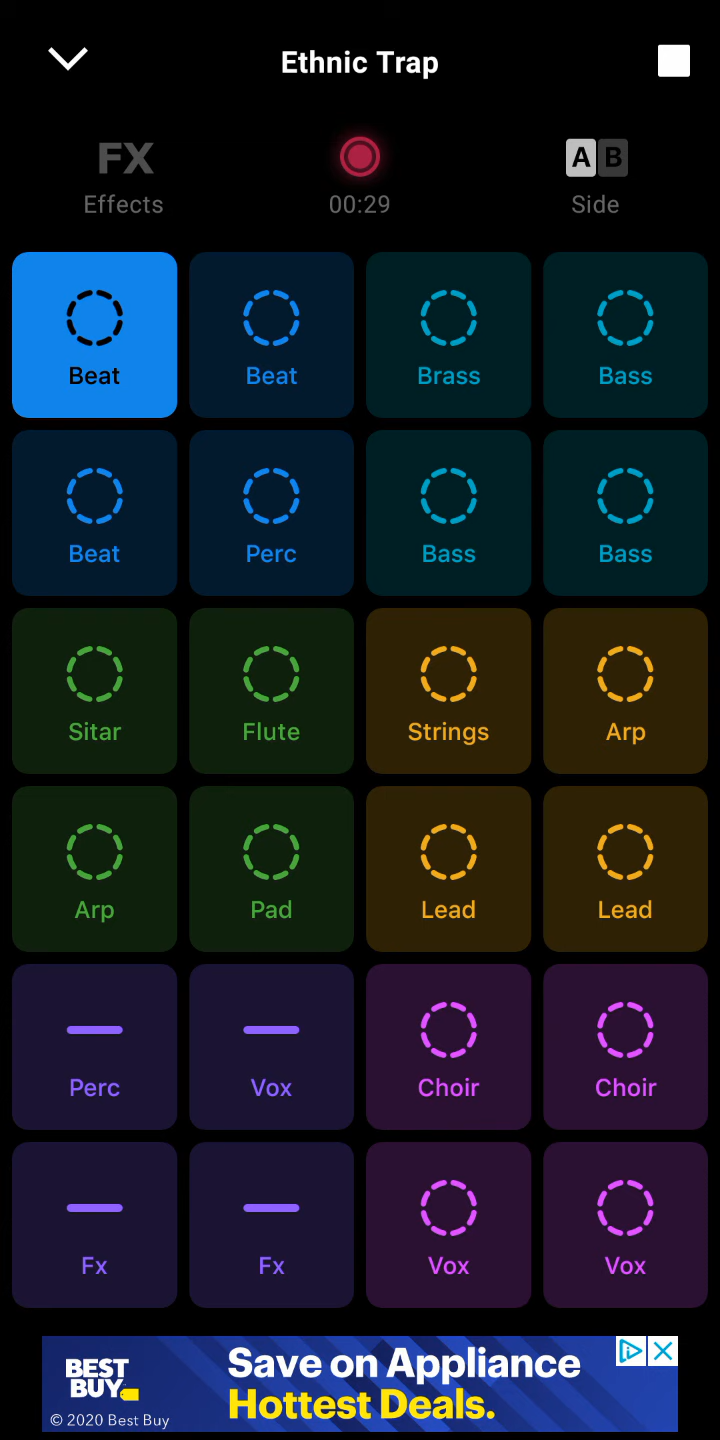 Ethnic Trap
FX
Effects
00:29
A B
Side
Beat
Beat
Brass
Bass
Beat
Perc
Bass
Bass
Sitar
Flute
Strings
Arp
Arp
Pad
Lead
Lead
Perc
Vox
Choir
Choir
Fx
Fx
Vox
Vox
BEST
BUY
© 2020 Best Buy
Save on Appliance
Hottest Deals.